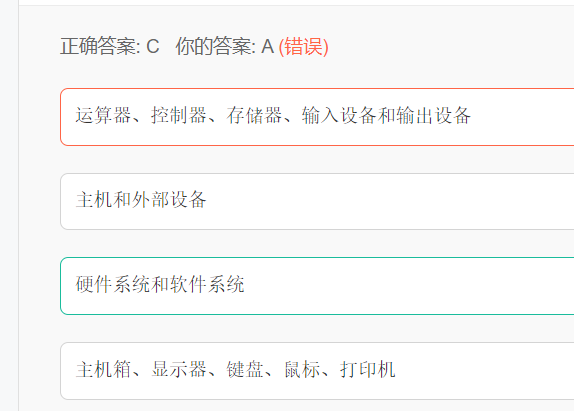 正确答案: C 你的答案: A (错误)
运算器、控制器、存储器、输入设备和输出设备
主机和外部设备
硬件系统和软件系统
主机箱、显示器、键盘、鼠标、打印机